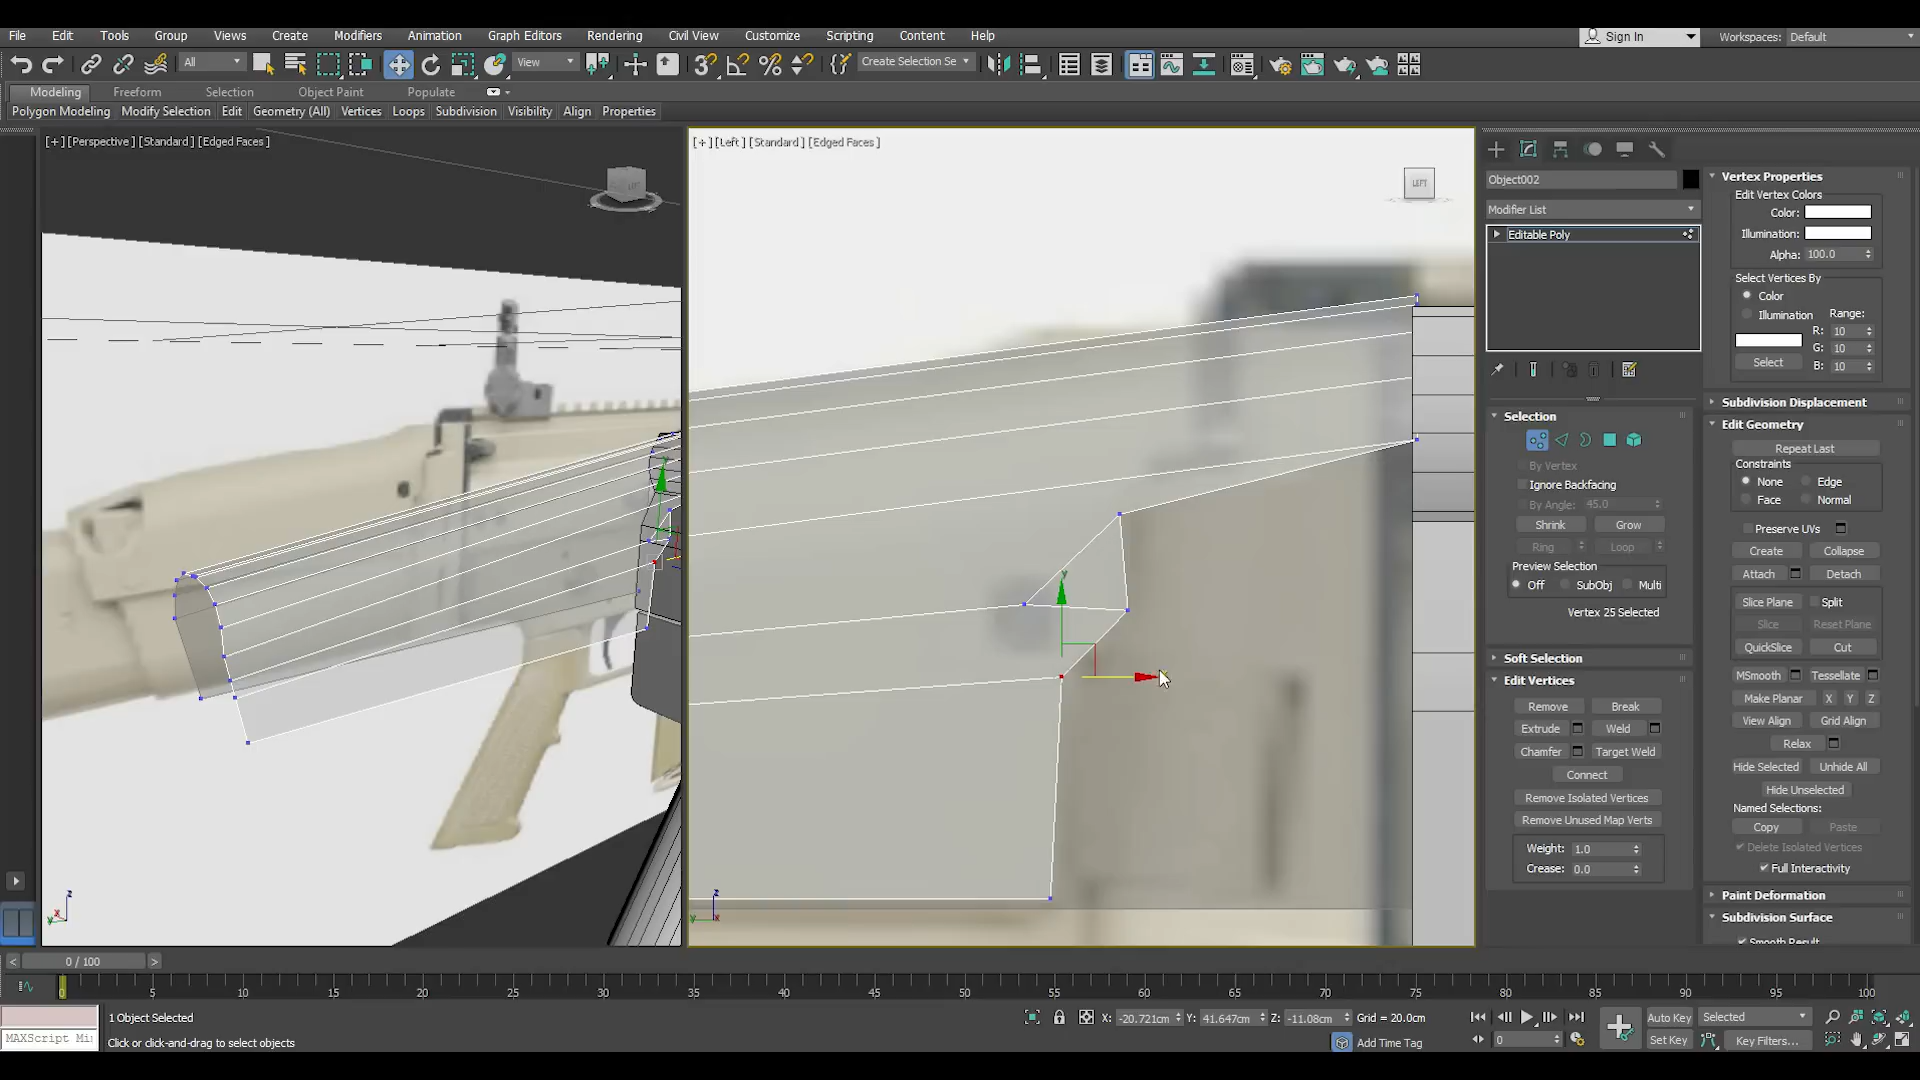 File Edit Tools Group Views Create Modifiers Animation Graph Editors Rendering Civil View Customize Scripting Content Help Sign In Workspaces: Default
All View Create Selection Se
Modeling Freeform Selection Object Paint Populate
Polygon Modeling Modify Selection Edit Geometry (All) Vertices Loops Subdivision Visibility Align Properties
[+] [Perspective] [Standard] [Edged Faces]
[+] [Left] [Standard] [Edged Faces]
LEFT
Object002
Modifier List
Editable Poly
Selection
By Vertex
Ignore Backfacing
By Angle: 45.0
Shrink Grow
Ring Loop
Preview Selection
Off SubObj Multi
Vertex 25 Selected
Soft Selection
Edit Vertices
Remove Break
Extrude Weld
Chamfer Target Weld
Connect
Remove Isolated Vertices
Remove Unused Map Verts
Weight: 1.0
Crease: 0.0
Vertex Properties
Edit Vertex Colors
Color:
Illumination:
Alpha: 100.0
Select Vertices By
Color
Illumination Range:
R: 10
G: 10
Select B: 10
Subdivision Displacement
Edit Geometry
Repeat Last
Constraints
None Edge
Face Normal
Preserve UVs
Create Collapse
Attach Detach
Slice Plane Split
Slice Reset Plane
QuickSlice Cut
MSmooth Tessellate
Make Planar X Y Z
View Align Grid Align
Relax
Hide Selected Unhide All
Hide Unselected
Named Selections:
Copy Paste
Delete Isolated Vertices
Full Interactivity
Paint Deformation
Subdivision Surface
Smooth Result
< 0 / 100 >
0 5 10 15 20 25 30 35 40 45 50 55 60 65 70 75 80 85 90 95 100
1 Object Selected X: -20.721cm Y: 41.647cm Z: -11.08cm Grid = 20.0cm Auto Key Selected
MAXScript Mi Click or click-and-drag to select objects Add Time Tag 0 Set Key Key Filters...